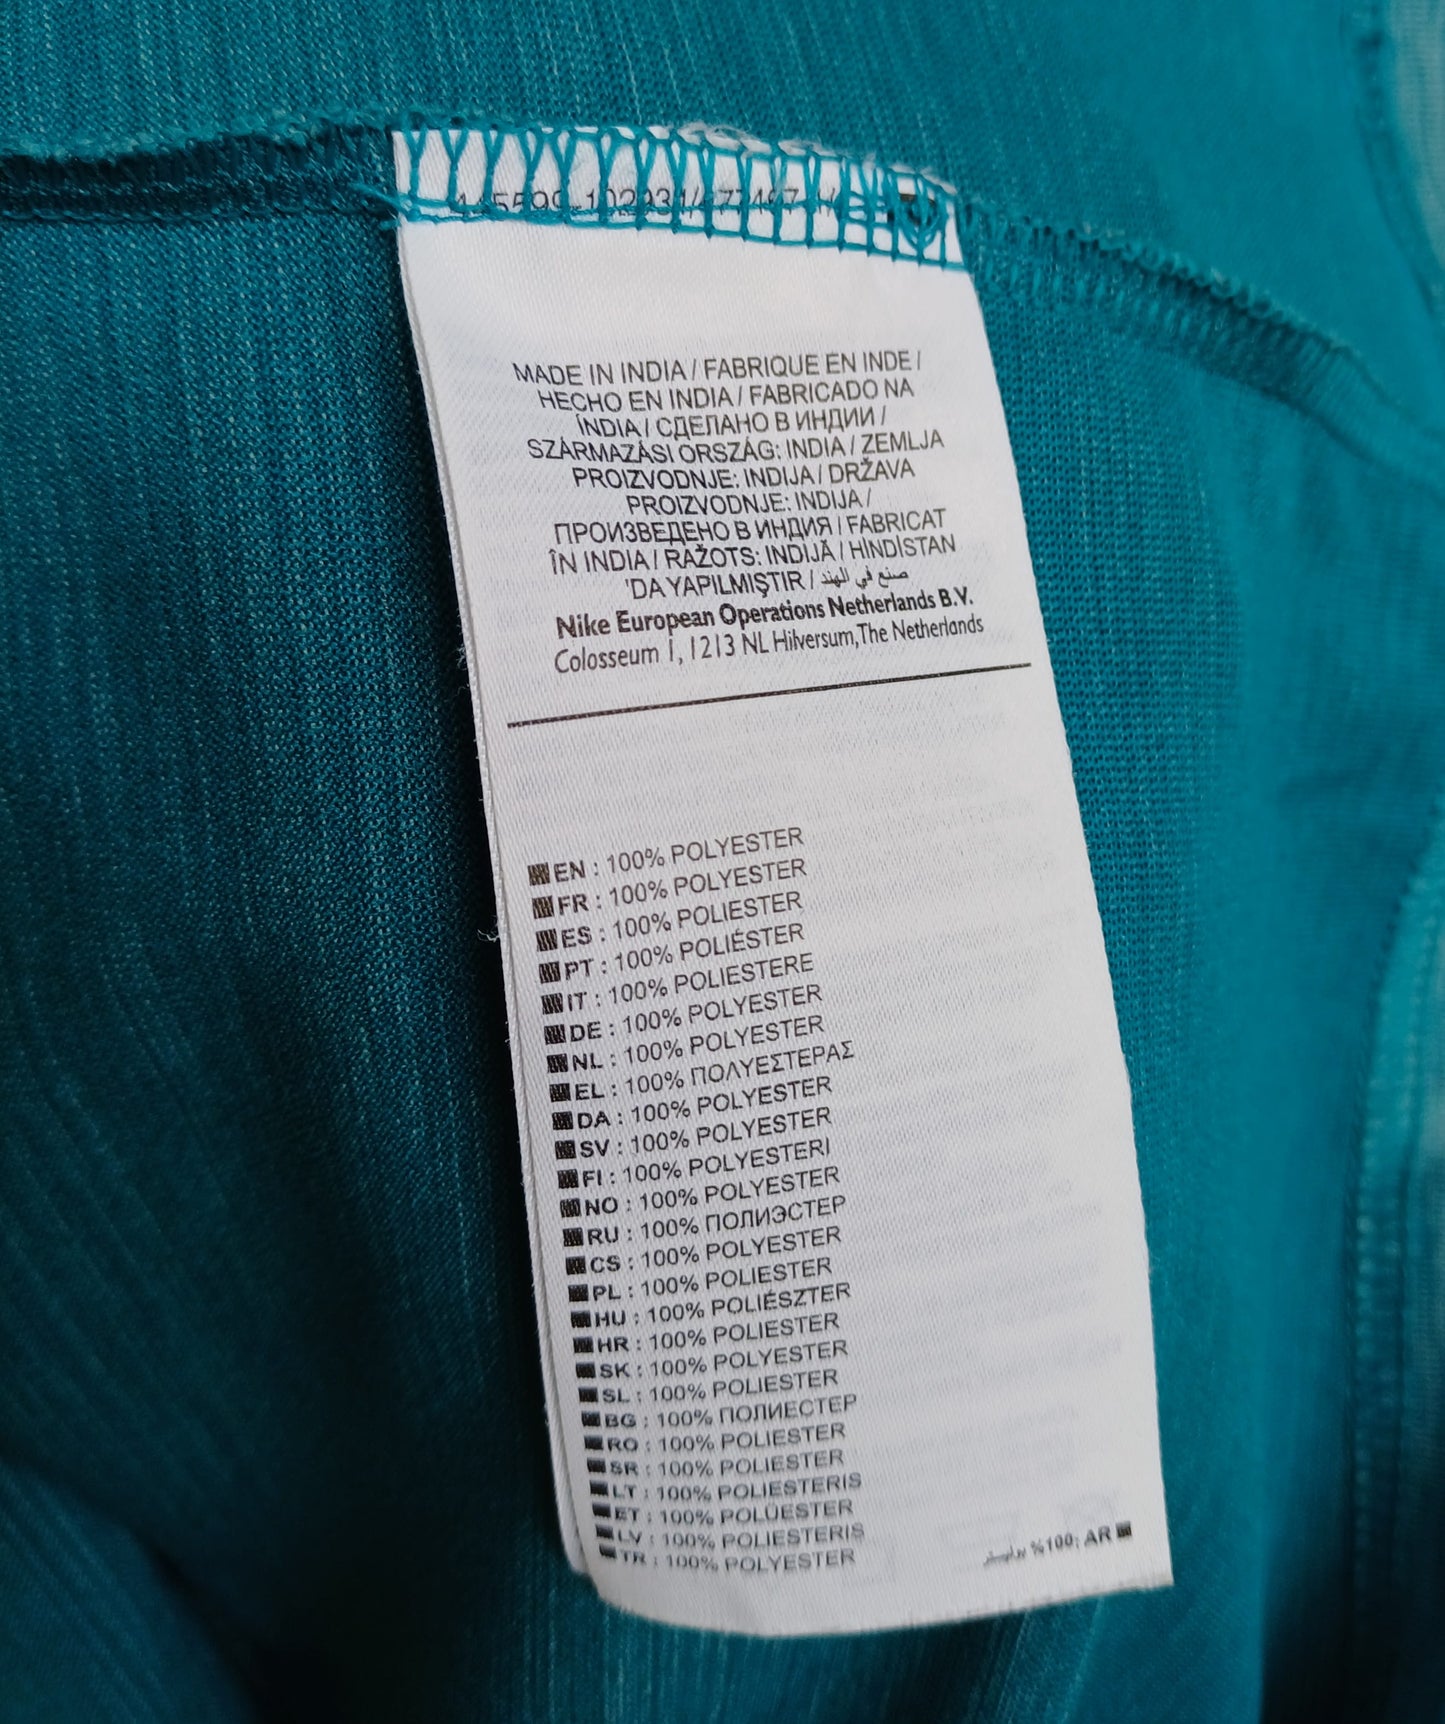 MADE IN INDIA / FABRIQUE EN INDE /
HECHO EN INDIA / FABRICADO NA
ÍNDIA / СДЕЛАНО В ИНДИИ /
SZÁRMAZÁSI ORSZÁG: INDIA / ZEMLJA
PROIZVODNJE: INDIJA / DRŽAVA
PROIZVODNJE: INDIJA /
ПРОИЗВЕДЕНО В ИНДИЯ / FABRICAT
ÎN INDIA / RAŽOTS: INDIJĀ / HİNDİSTAN
'DA YAPILMIŞTIR / صنع في الهند
Nike European Operations Netherlands B.V.
Colosseum 1, 1213 NL Hilversum, The Netherlands
EN : 100% POLYESTER
FR : 100% POLYESTER
ES : 100% POLIESTER
PT : 100% POLIÉSTER
IT : 100% POLIESTERE
DE : 100% POLYESTER
NL : 100% POLYESTER
EL : 100% ΠΟΛΥΕΣΤΕΡΑΣ
DA : 100% POLYESTER
SV : 100% POLYESTER
FI : 100% POLYESTERI
NO : 100% POLYESTER
RU : 100% ПОЛИЭСТЕР
CS : 100% POLYESTER
PL : 100% POLIESTER
HU : 100% POLIÉSZTER
HR : 100% POLIESTER
SK : 100% POLYESTER
SL : 100% POLIESTER
BG : 100% ПОЛИЕСТЕР
RO : 100% POLIESTER
SR : 100% POLIESTER
LT : 100% POLIESTERIS
ET : 100% POLÜESTER
LV : 100% POLIESTERIS
TR : 100% POLYESTER
AR :100% بوليستر